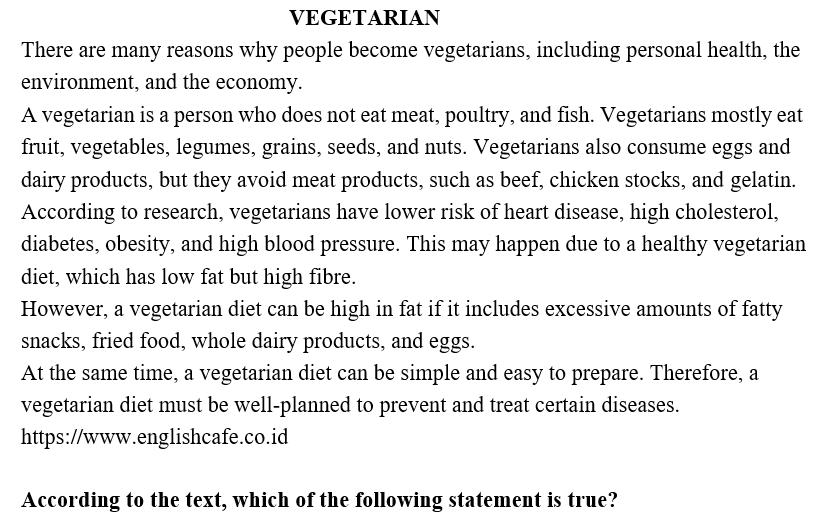 VEGETARIAN
There are many reasons why people become vegetarians, including personal health, the
environment, and the economy.
A vegetarian is a person who does not eat meat, poultry, and fish. Vegetarians mostly eat
fruit, vegetables, legumes, grains, seeds, and nuts. Vegetarians also consume eggs and
dairy products, but they avoid meat products, such as beef, chicken stocks, and gelatin.
According to research, vegetarians have lower risk of heart disease, high cholesterol,
diabetes, obesity, and high blood pressure. This may happen due to a healthy vegetarian
diet, which has low fat but high fibre.
However, a vegetarian diet can be high in fat if it includes excessive amounts of fatty
snacks, fried food, whole dairy products, and eggs.
At the same time, a vegetarian diet can be simple and easy to prepare. Therefore, a
vegetarian diet must be well-planned to prevent and treat certain diseases.
https://www.englishcafe.co.id
According to the text, which of the following statement is true?